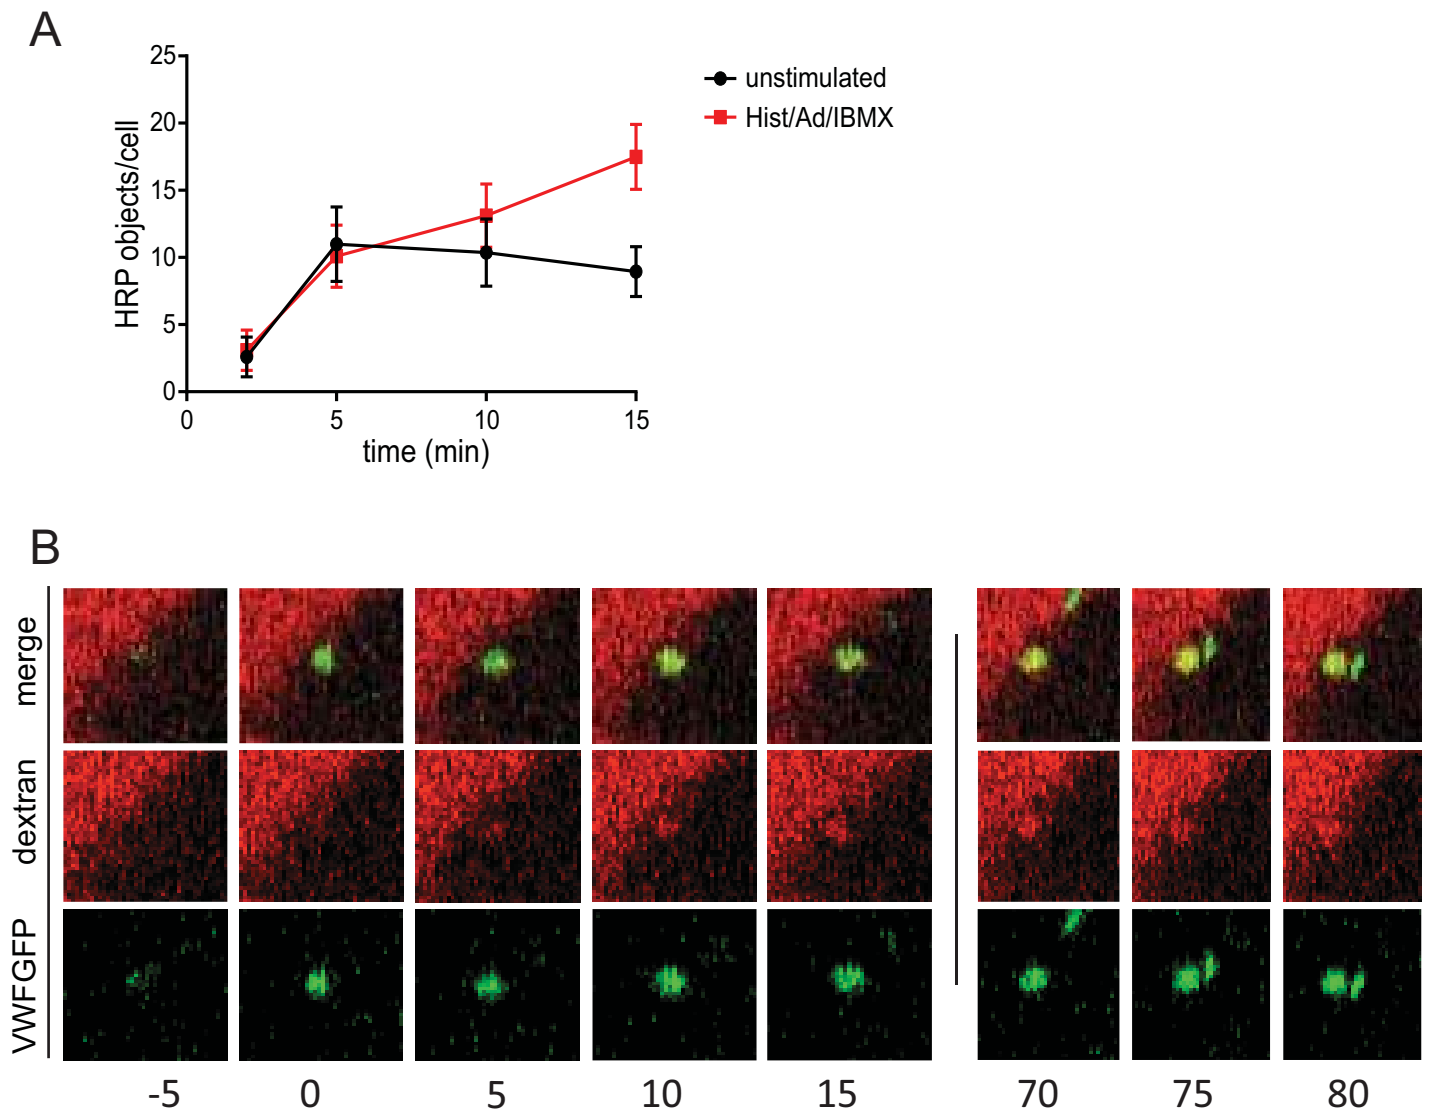 A
25
20
15
10
5
0
HRP objects/cell
0 5 10 15
time (min)
unstimulated
Hist/Ad/IBMX
B
merge
dextran
VWFGFP
-5 0 5 10 15 70 75 80